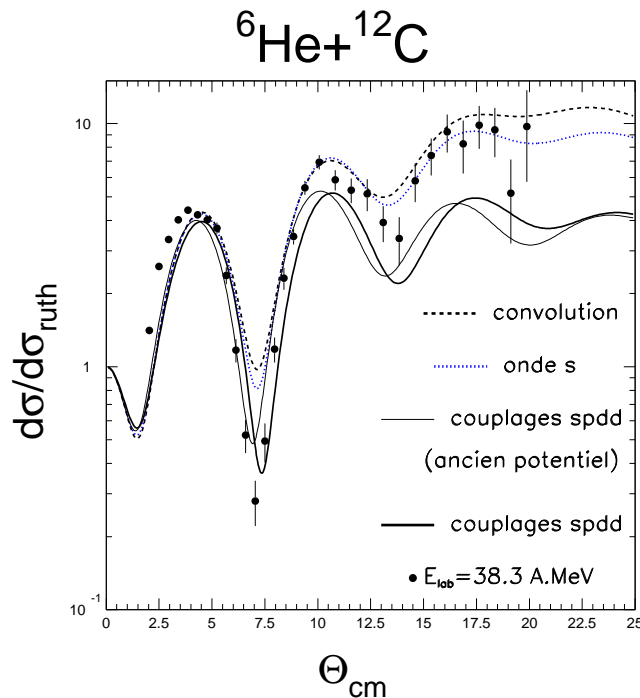 ⁶He+¹²C
dσ/dσruth
10
1
10 -1
convolution
onde s
couplages spdd
(ancien potentiel)
couplages spdd
Elab=38.3 A.MeV
0 2.5 5 7.5 10 12.5 15 17.5 20 22.5 25
Θcm